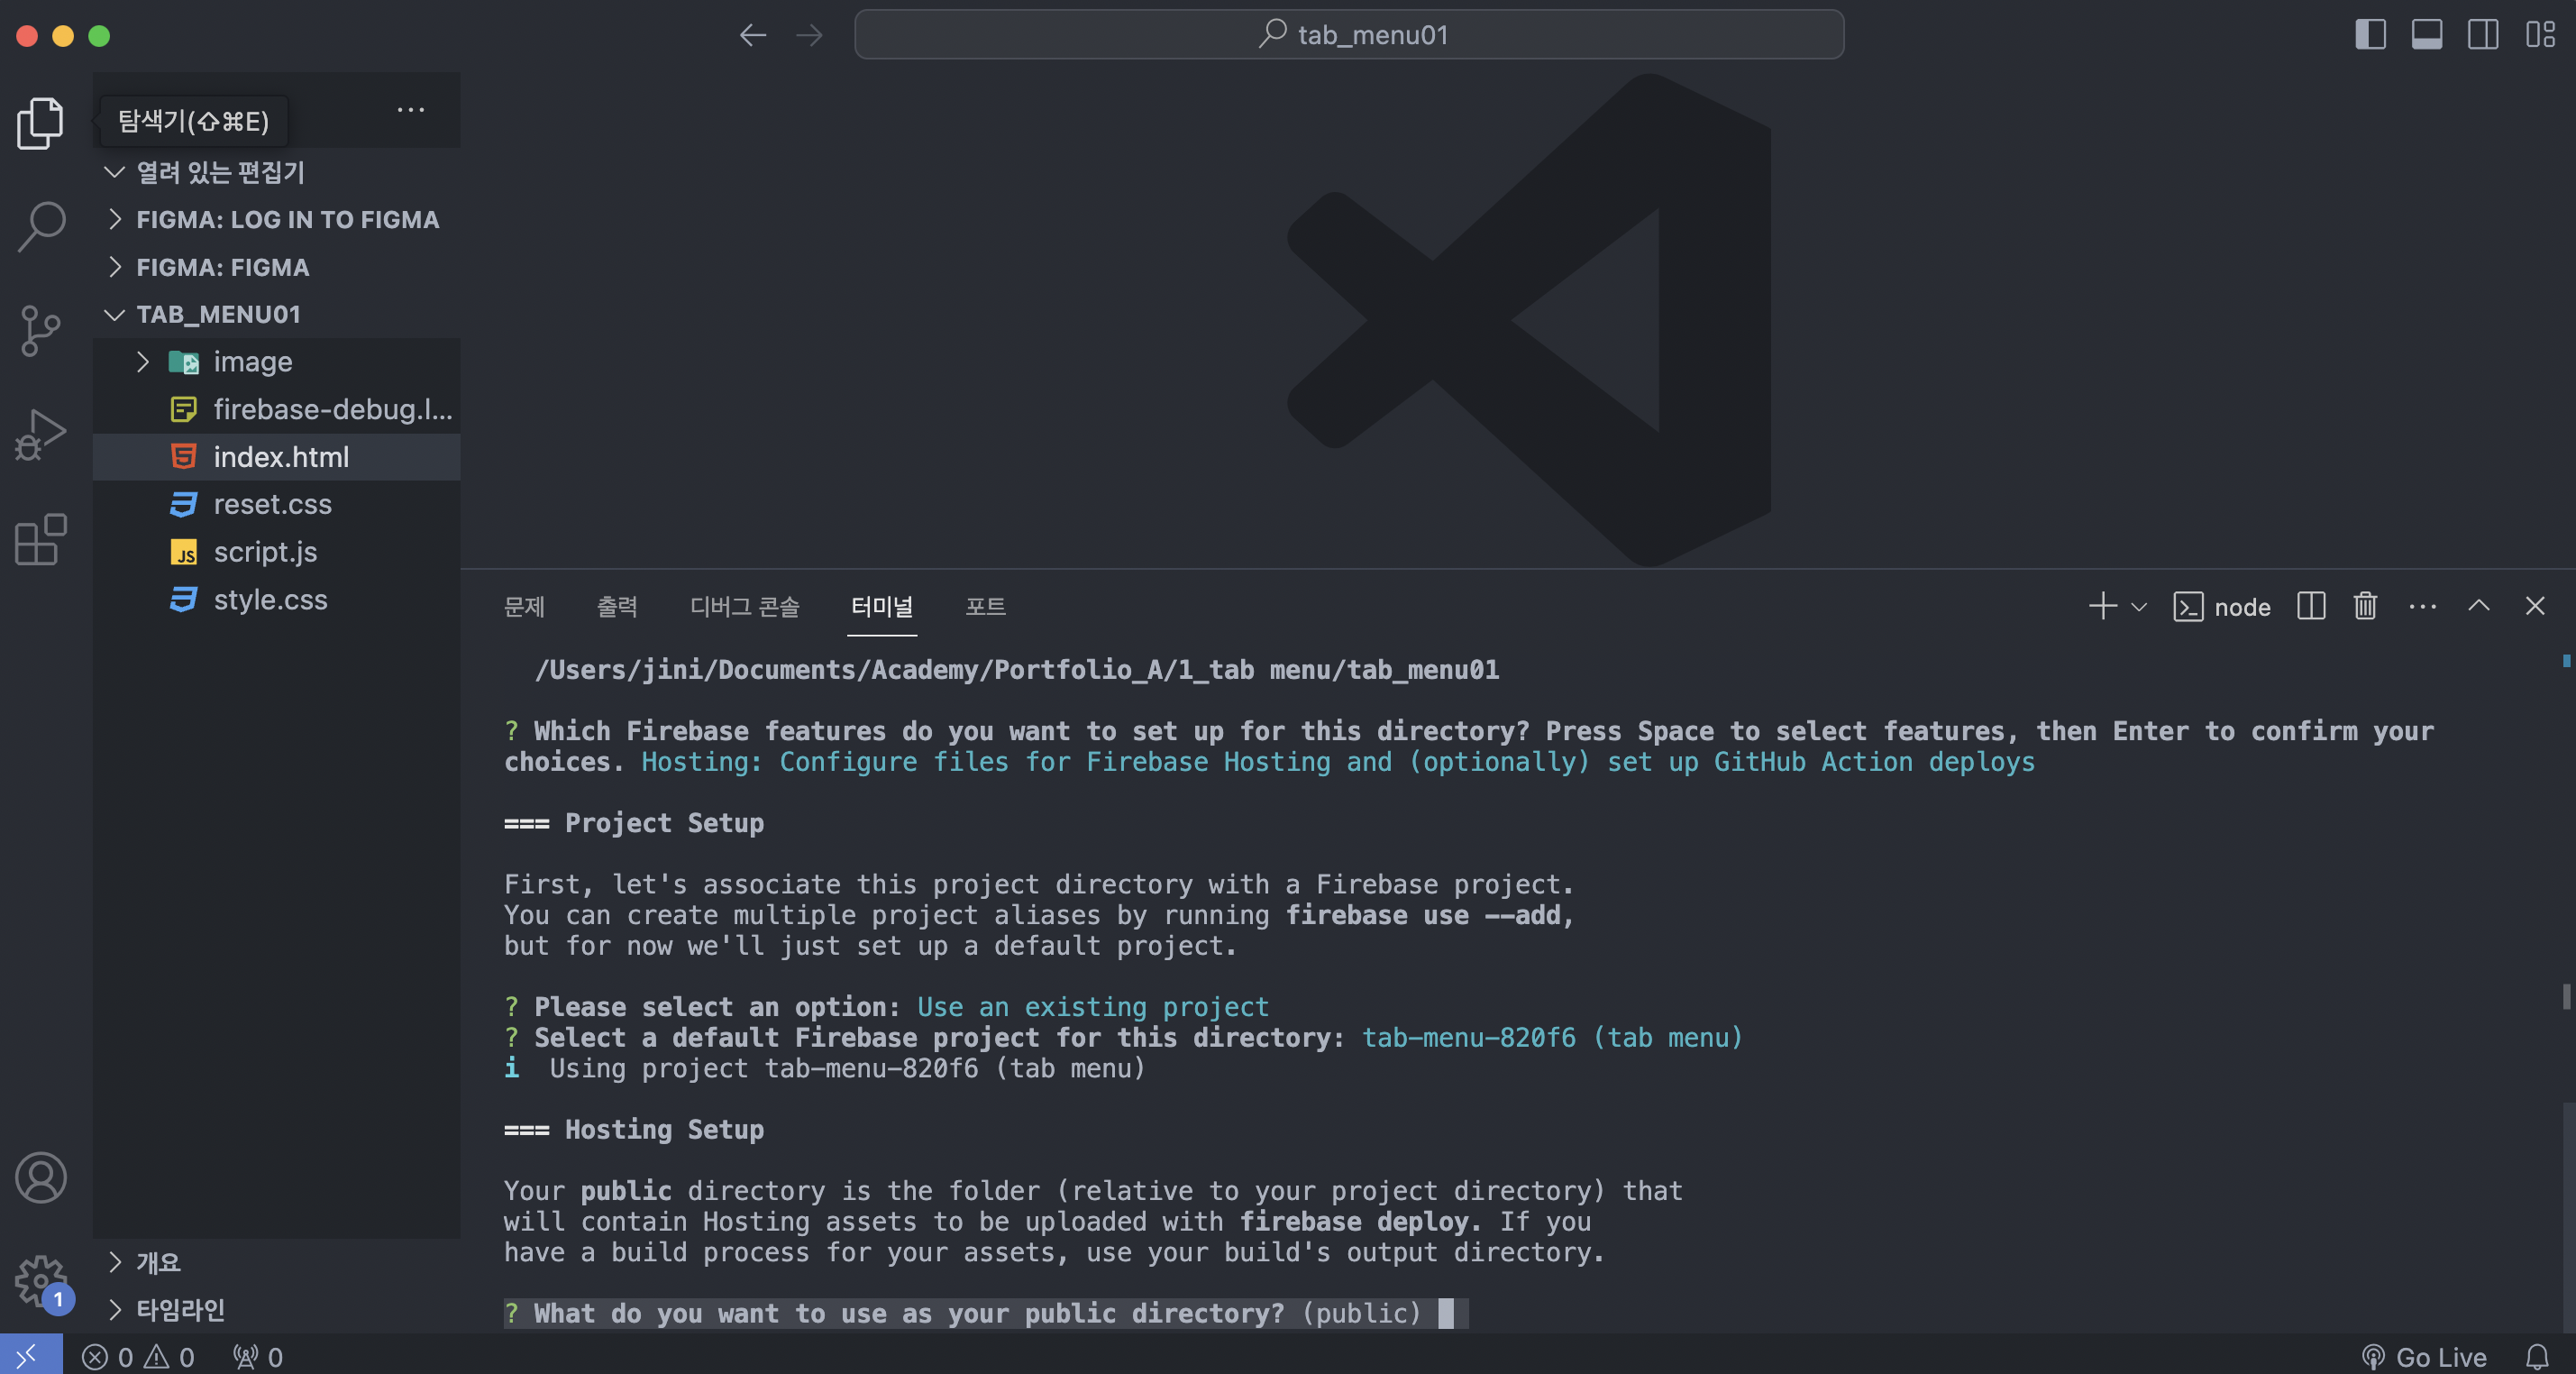 tab_menu01
탐색기(⇧⌘E)
열려 있는 편집기
FIGMA: LOG IN TO FIGMA
FIGMA: FIGMA
TAB_MENU01
image
firebase-debug.l...
index.html
reset.css
script.js
style.css
개요
타임라인
문제 출력 디버그 콘솔 터미널 포트
node
/Users/jini/Documents/Academy/Portfolio_A/1_tab menu/tab_menu01
? Which Firebase features do you want to set up for this directory? Press Space to select features, then Enter to confirm your
choices. Hosting: Configure files for Firebase Hosting and (optionally) set up GitHub Action deploys
=== Project Setup
First, let's associate this project directory with a Firebase project.
You can create multiple project aliases by running firebase use --add,
but for now we'll just set up a default project.
? Please select an option: Use an existing project
? Select a default Firebase project for this directory: tab-menu-820f6 (tab menu)
i  Using project tab-menu-820f6 (tab menu)
=== Hosting Setup
Your public directory is the folder (relative to your project directory) that
will contain Hosting assets to be uploaded with firebase deploy. If you
have a build process for your assets, use your build's output directory.
? What do you want to use as your public directory? (public)
1
0 0 0
Go Live